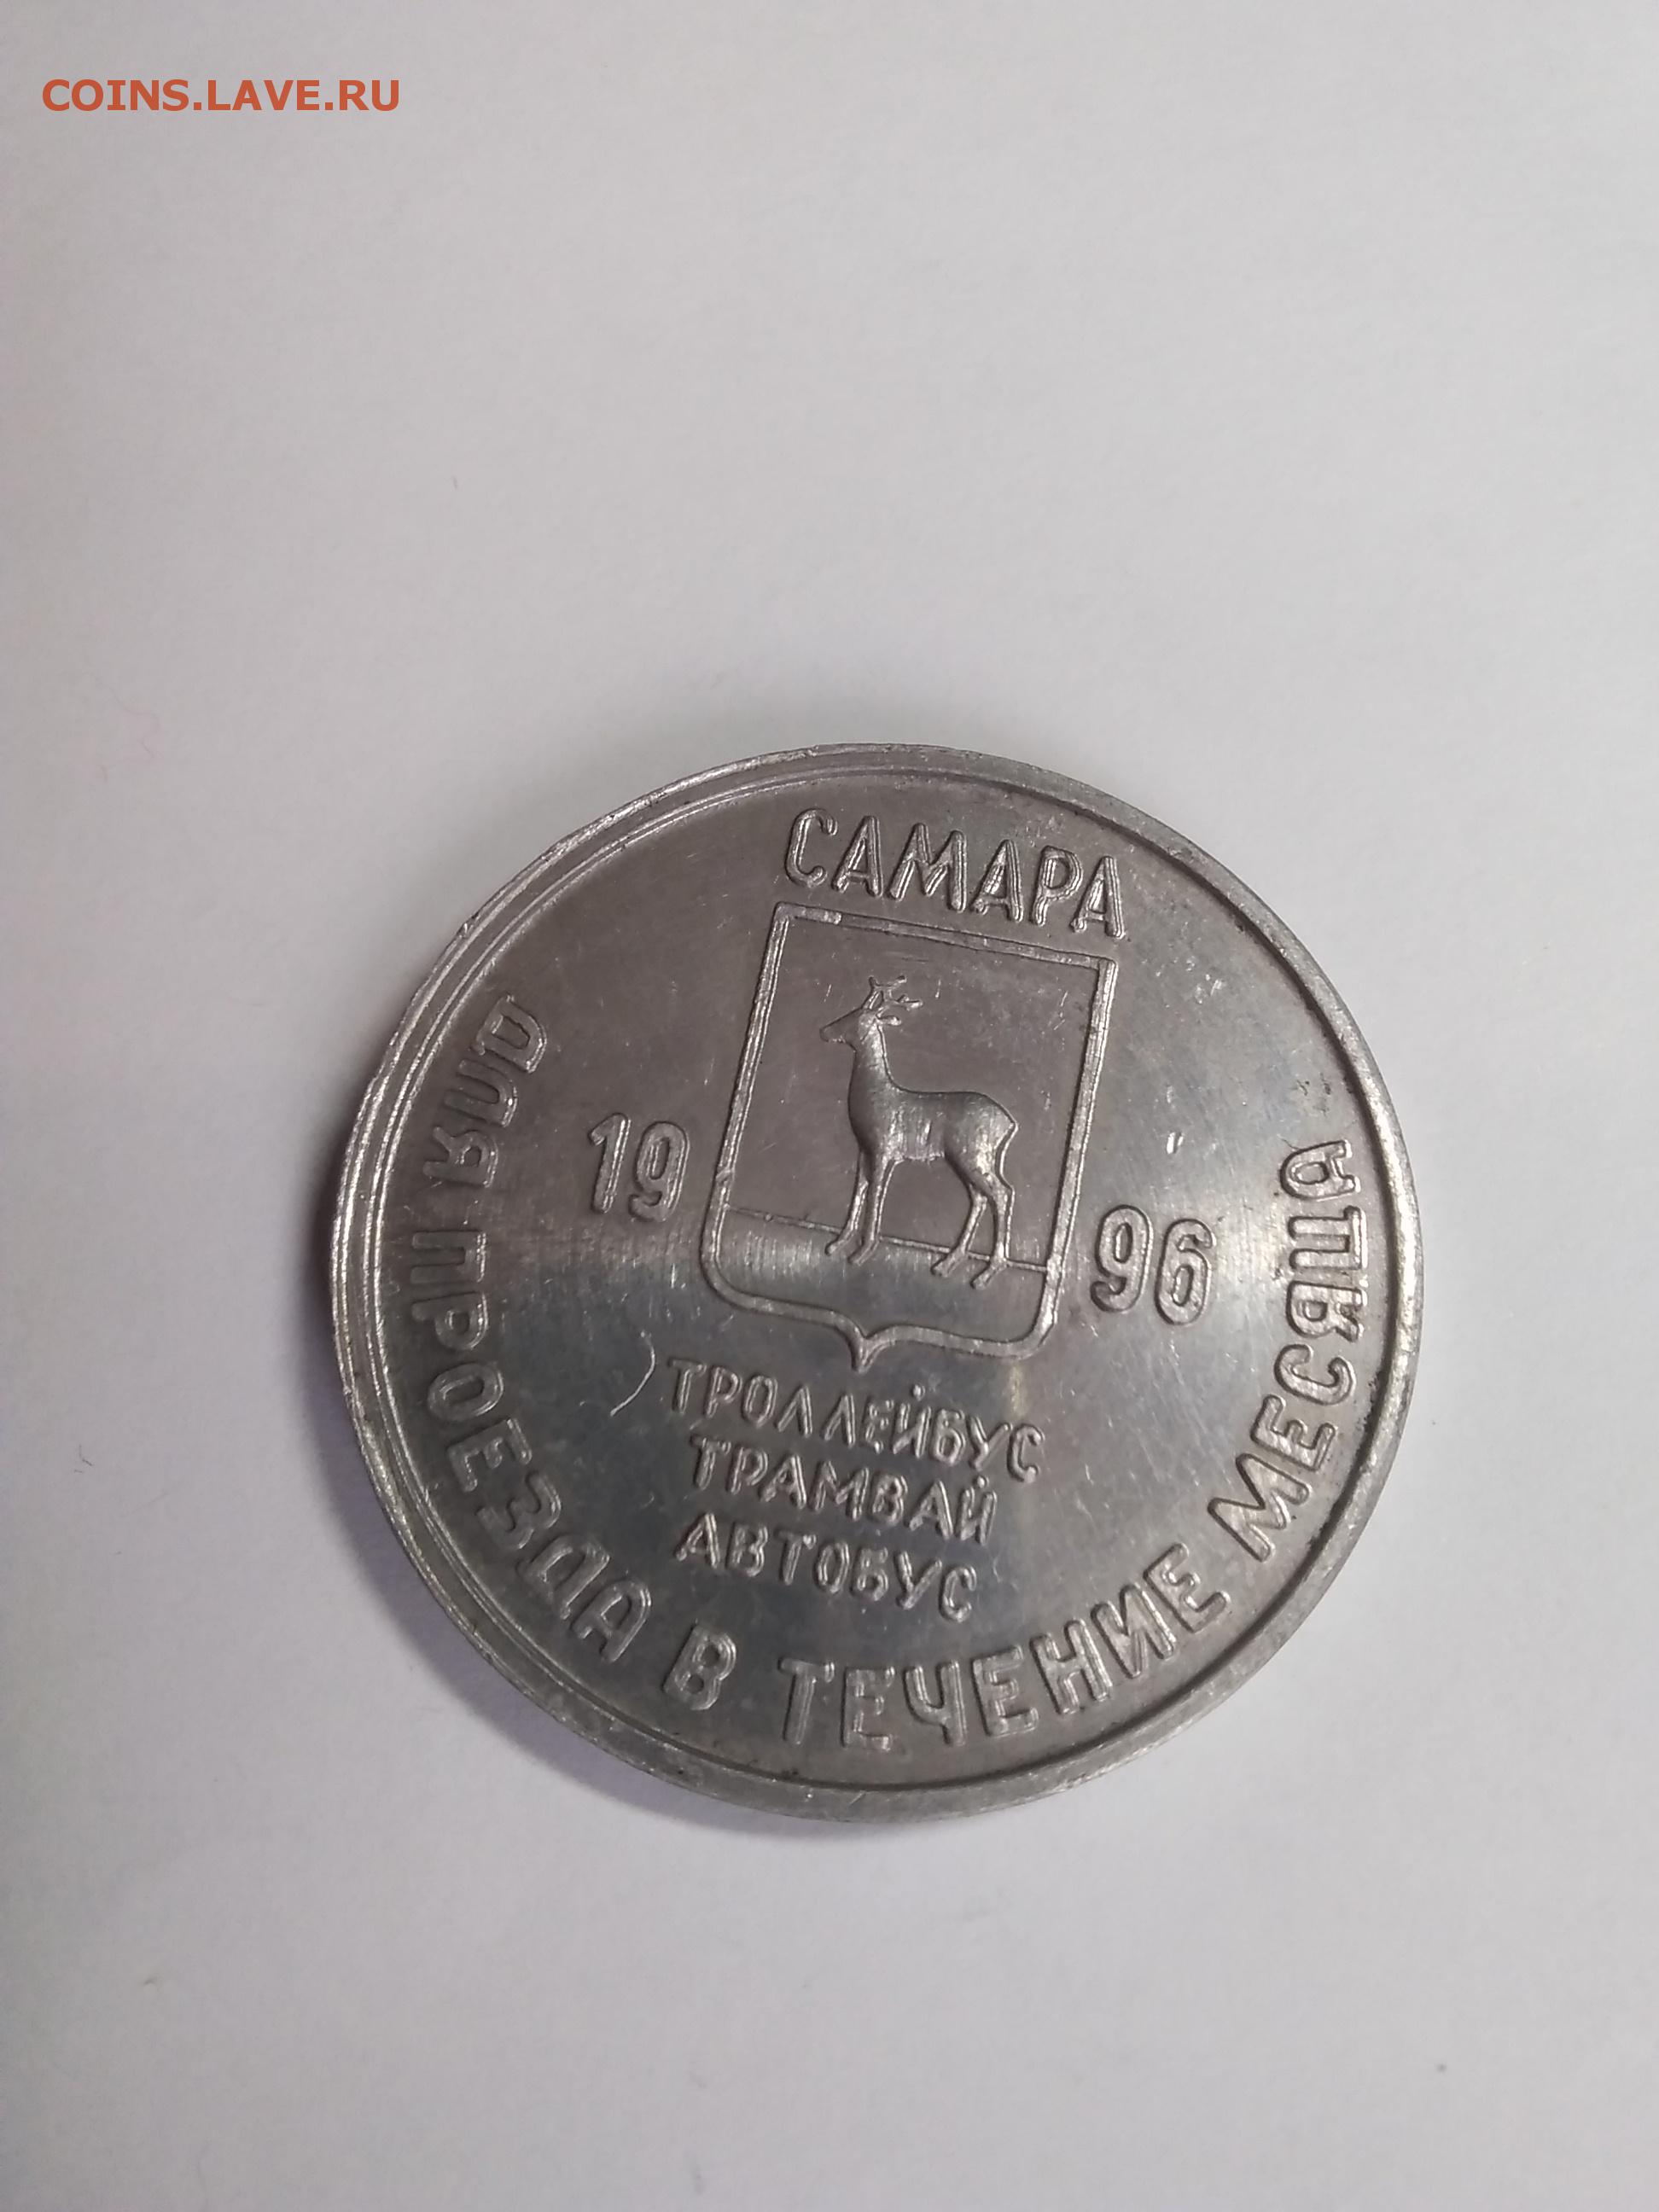 COINS.LAVE.RU
САМАРА
19 96
ТРОЛЛЕЙБУС
ТРАМВАЙ
АВТОБУС
ДЛЯ ПРОЕЗДА В ТЕЧЕНИЕ МЕСЯЦА